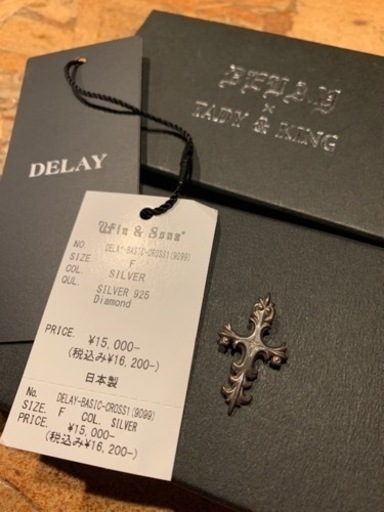 DELAY
×
TADY & KING
DELAY
Win & Sons
NO. DELAY-BASIC-CROSS1(9099)
SIZE. F
COL. SILVER
QUL. SILVER 925
Diamond
PRICE. ¥15,000-
(税込み¥16,200-)
日本製
No. DELAY-BASIC-CROSS1(9099)
SIZE. F COL. SILVER
PRICE. ¥15,000-
(税込み¥16,200-)